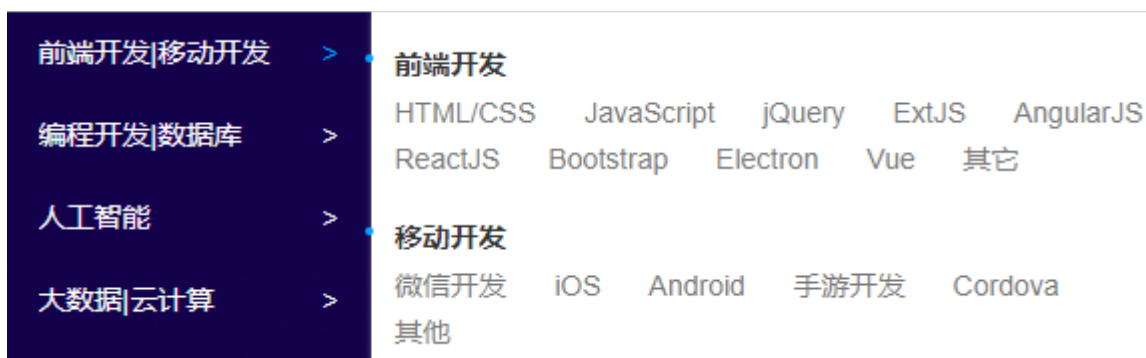 前端开发|移动开发 >
编程开发|数据库 >
人工智能 >
大数据|云计算 >
前端开发
HTML/CSS JavaScript jQuery ExtJS AngularJS
ReactJS Bootstrap Electron Vue 其它
移动开发
微信开发 iOS Android 手游开发 Cordova
其他